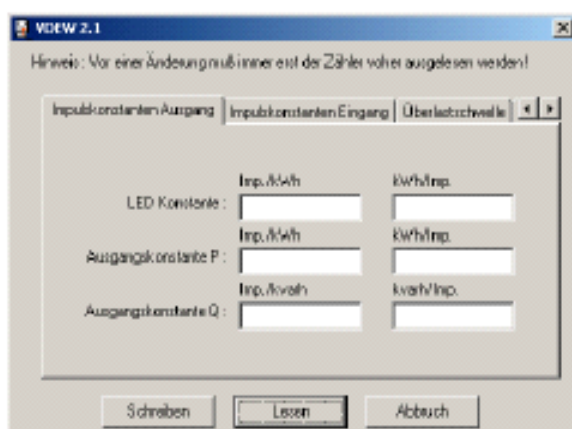 VDEW 2.1
Hinweis: Vor einer Änderung muß immer erst der Zähler voher ausgelesen werden!
Impulskonstanten Ausgang Impulskonstanten Eingang Überlastschwelle
Imp./kWh kWh/Imp.
LED Konstante :
Imp./kWh kWh/Imp.
Ausgangskonstante P :
Imp./kvarh kvarh/Imp.
Ausgangskonstante Q :
Schreiben Lesen Abbruch